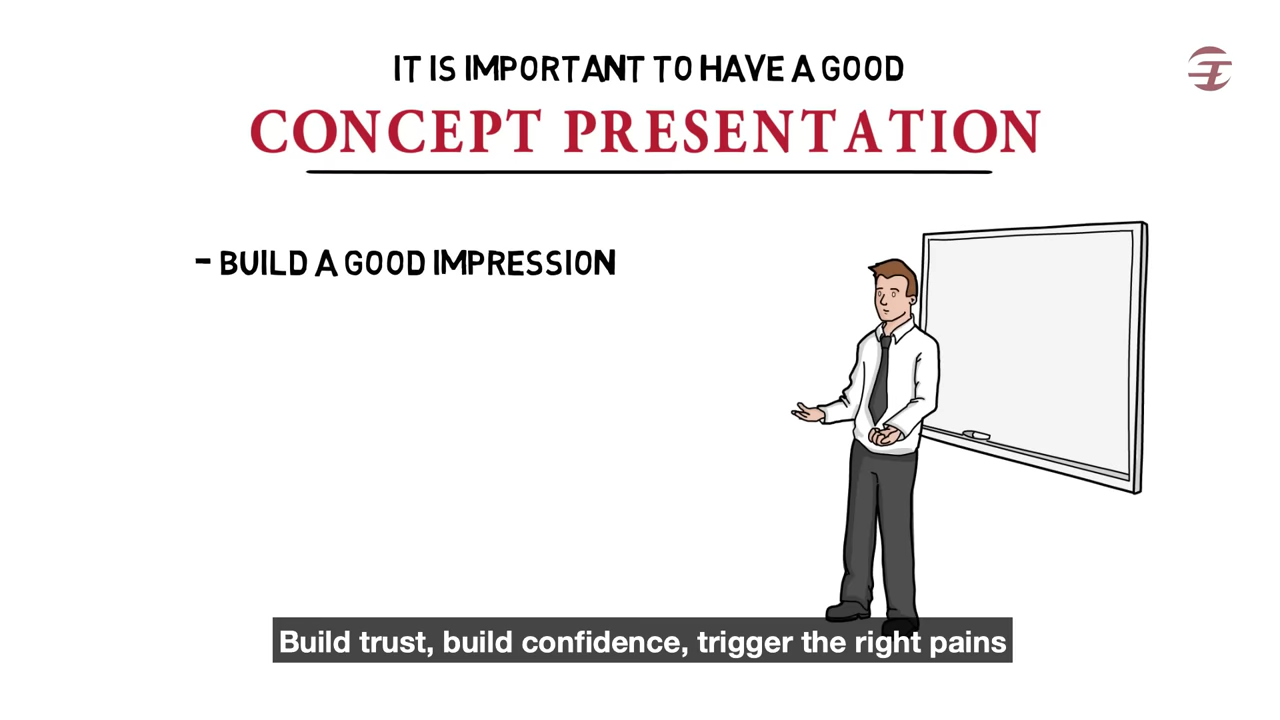 IT IS IMPORTANT TO HAVE A GOOD
CONCEPT PRESENTATION
- BUILD A GOOD IMPRESSION
Build trust, build confidence, trigger the right pains